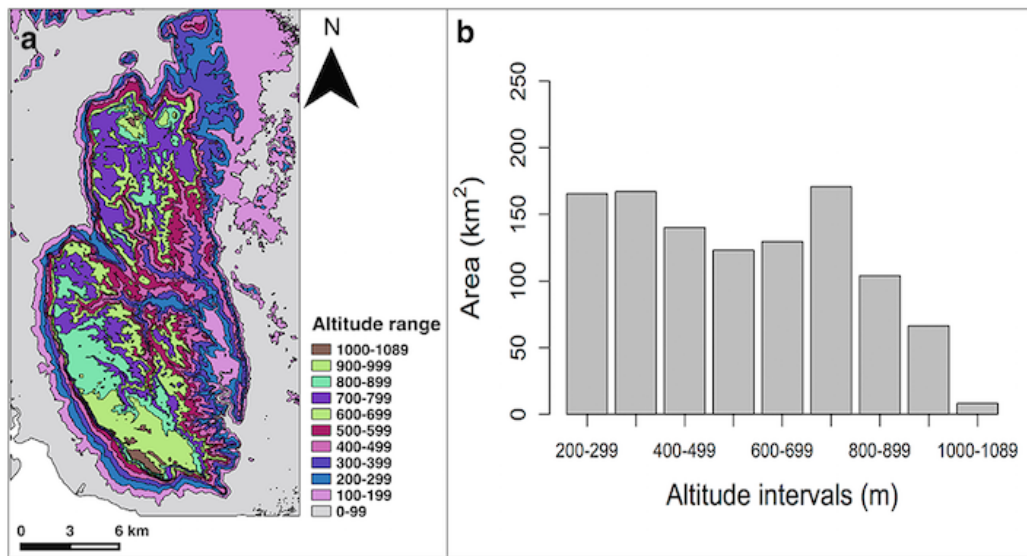 a
N
Altitude range
1000-1089
900-999
800-899
700-799
600-699
500-599
400-499
300-399
200-299
100-199
0-99
0 3 6 km
b
Area (km²)
250
200
150
100
50
0
200-299 400-499 600-699 800-899 1000-1089
Altitude intervals (m)